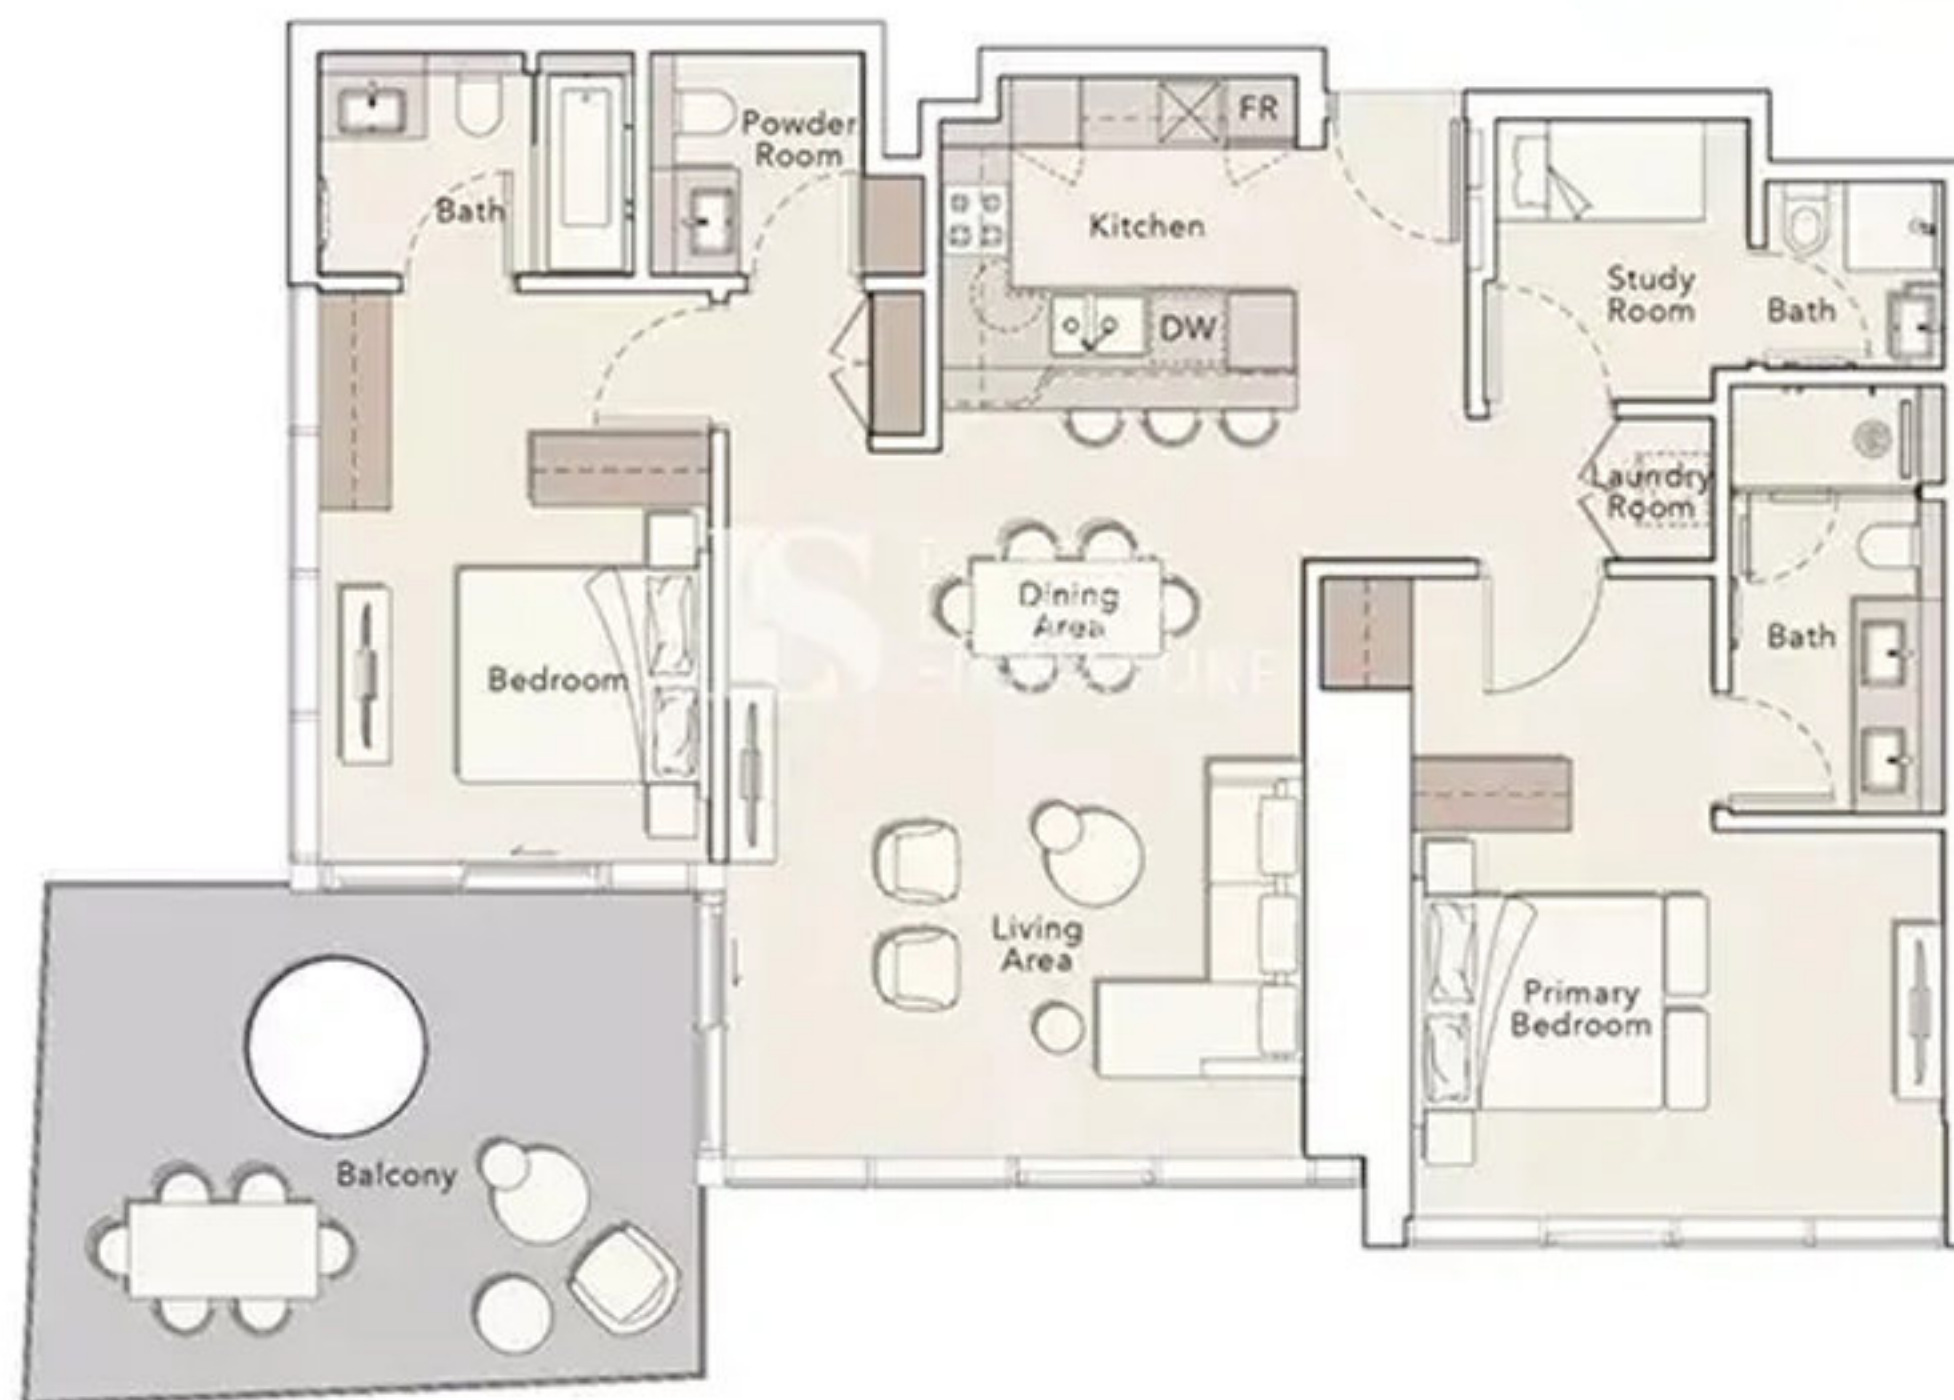 Powder
Room
FR
Bath
Kitchen
Study
Room
Bath
DW
Laundry
Room
Dining
Area
Bath
Bedroom
Living
Area
Primary
Bedroom
Balcony